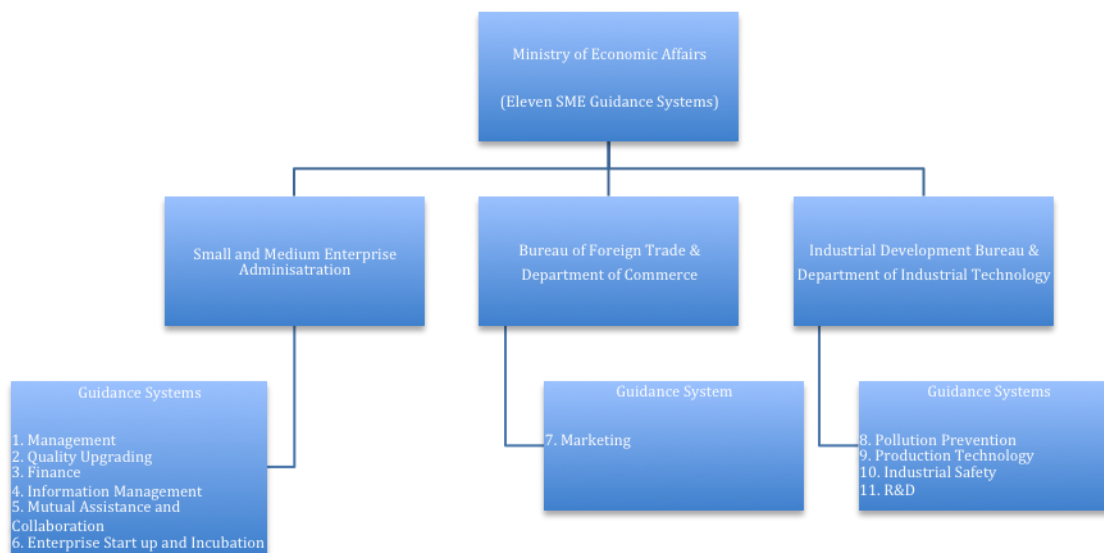 Ministry of Economic Affairs
(Eleven SME Guidance Systems)
Small and Medium Enterprise
Adminisatration
Bureau of Foreign Trade &
Department of Commerce
Industrial Development Bureau &
Department of Industrial Technology
Guidance Systems
1. Management
2. Quality Upgrading
3. Finance
4. Information Management
5. Mutual Assistance and
Collaboration
6. Enterprise Start up and Incubation
Guidance System
7. Marketing
Guidance Systems
8. Pollution Prevention
9. Production Technology
10. Industrial Safety
11. R&D